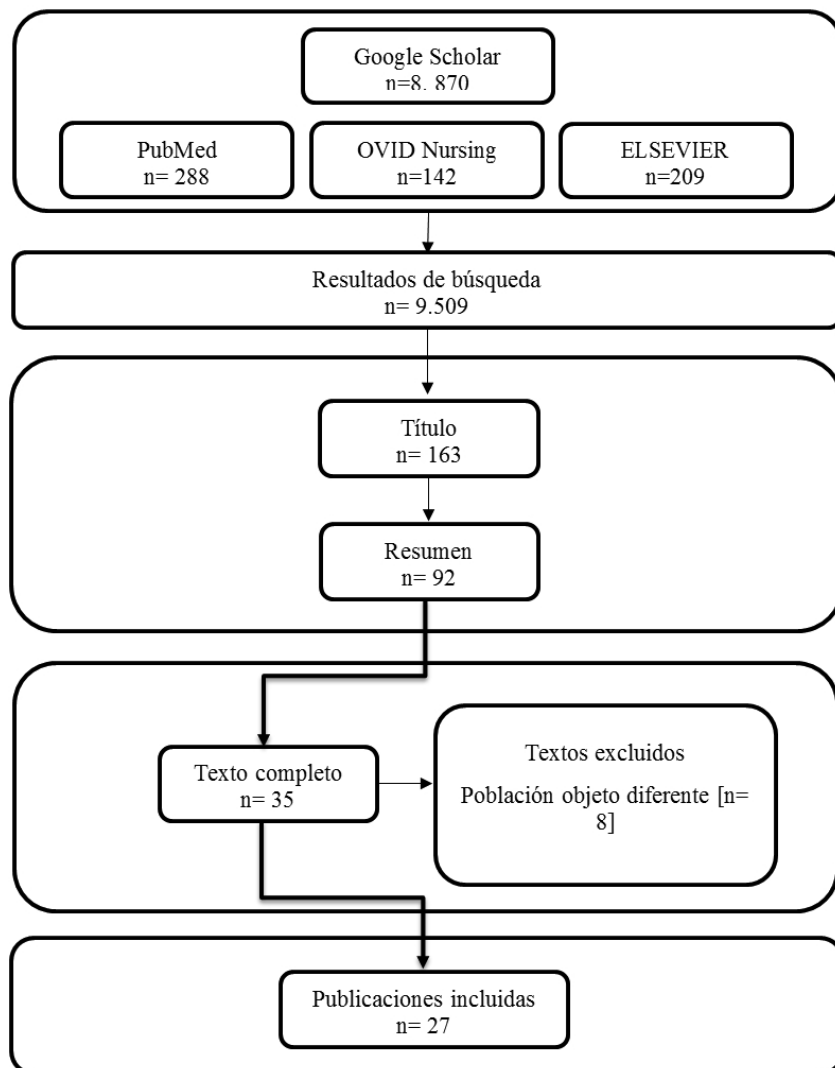 Google Scholar
n=8. 870
PubMed
n= 288
OVID Nursing
n=142
ELSEVIER
n=209
Resultados de búsqueda
n= 9.509
Título
n= 163
Resumen
n= 92
Texto completo
n= 35
Textos excluidos
Población objeto diferente [n=
8]
Publicaciones incluidas
n= 27